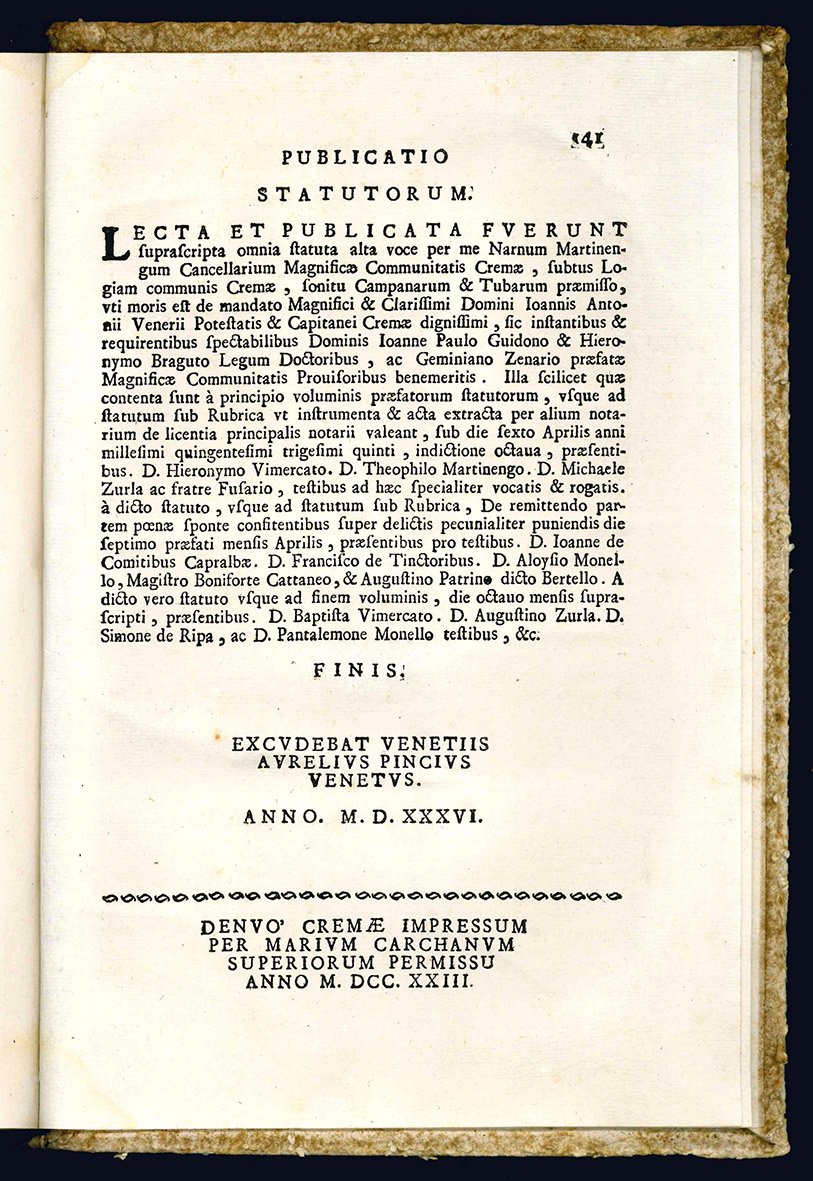 141
PUBLICATIO
STATUTORUM.
LECTA ET PUBLICATA FVERUNT
ſupraſcripta omnia ſtatuta alta voce per me Narnum Martinen-
gum Cancellarium Magnificæ Communitatis Cremæ , ſubtus Lo-
giam communis Cremæ , ſonitu Campanarum & Tubarum præmiſſo,
vti moris eſt de mandato Magnifici & Clariſſimi Domini Ioannis Anto-
nii Venerii Poteſtatis & Capitanei Cremæ digniſſimi , ſic inſtantibus &
requirentibus ſpectabilibus Dominis Ioanne Paulo Guidono & Hiero-
nymo Braguto Legum Doctoribus , ac Geminiano Zenario præfatæ
Magnificæ Communitatis Prouiſoribus benemeritis . Illa ſcilicet quæ
contenta ſunt à principio voluminis præfatorum ſtatutorum , vſque ad
ſtatutum ſub Rubrica vt inſtrumenta & acta extracta per alium nota-
rium de licentia principalis notarii valeant , ſub die ſexto Aprilis anni
milleſimi quingenteſimi trigeſimi quinti , indictione octaua , præſenti-
bus. D. Hieronymo Vimercato. D. Theophilo Martinengo. D. Michaele
Zurla ac fratre Fuſario , teſtibus ad hæc ſpecialiter vocatis & rogatis.
à dicto ſtatuto , vſque ad ſtatutum ſub Rubrica , De remittendo par-
tem pœnæ ſponte confitentibus ſuper delictis pecunialiter puniendis die
ſeptimo præfati menſis Aprilis , præſentibus pro teſtibus. D. Ioanne de
Comitibus Capralbæ. D. Franciſco de Tinctoribus. D. Aloyſio Monel-
lo, Magiſtro Boniforte Cattaneo, & Auguſtino Patrino dicto Bertello. A
dicto vero ſtatuto vſque ad finem voluminis , die octauo menſis ſupra-
ſcripti , præſentibus. D. Baptiſta Vimercato. D. Auguſtino Zurla. D.
Simone de Ripa , ac D. Pantalemone Monello teſtibus , &c.
FINIS.
EXCVDEBAT VENETIIS
AVRELIVS PINCIVS
VENETVS.
ANNO. M. D. XXXVI.
DENVO' CREMÆ IMPRESSUM
PER MARIVM CARCHANVM
SUPERIORUM PERMISSU
ANNO M. DCC. XXIII.